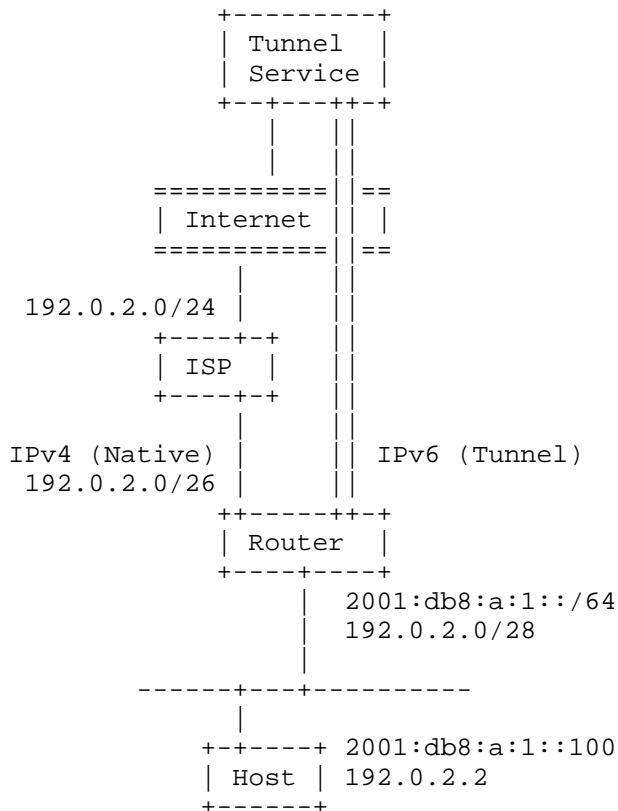 Tunnel
Service
Internet
192.0.2.0/24
ISP
IPv4 (Native) IPv6 (Tunnel)
192.0.2.0/26
Router
2001:db8:a:1::/64
192.0.2.0/28
2001:db8:a:1::100
Host 192.0.2.2